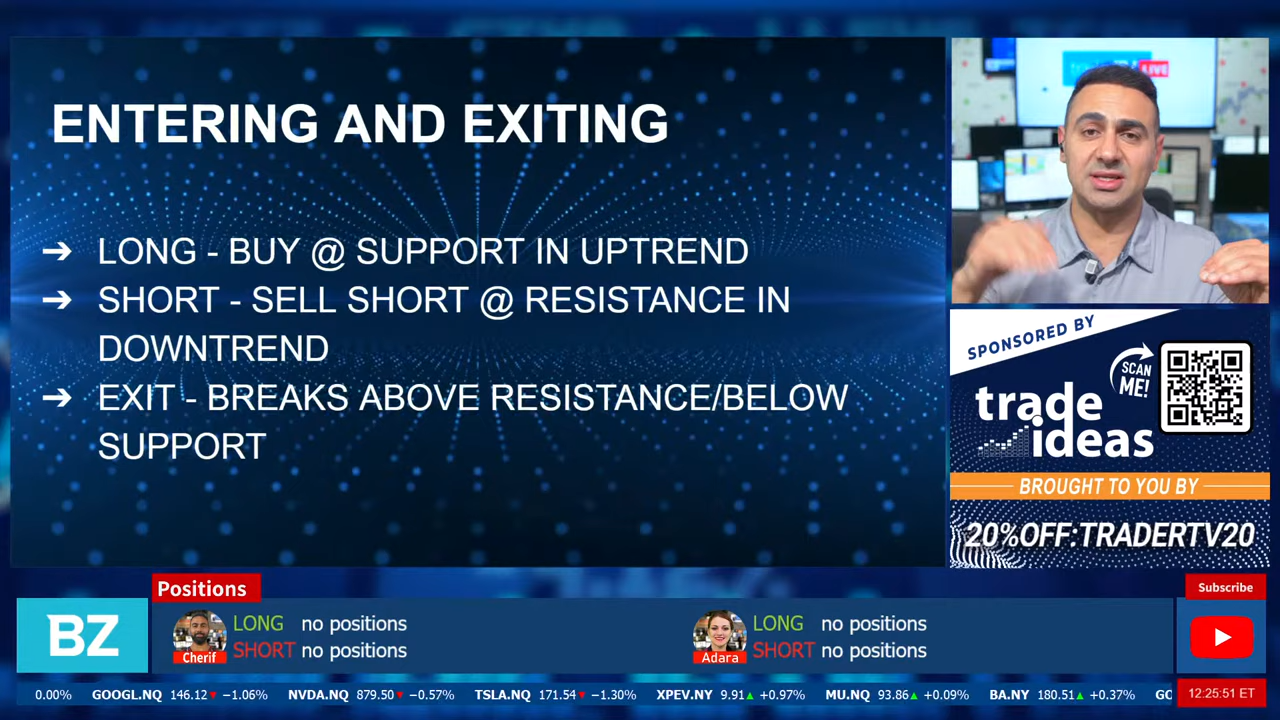 ENTERING AND EXITING
➔ LONG - BUY @ SUPPORT IN UPTREND
➔ SHORT - SELL SHORT @ RESISTANCE IN
DOWNTREND
➔ EXIT - BREAKS ABOVE RESISTANCE/BELOW
SUPPORT
LIVE
SPONSORED BY
SCAN
ME!
trade
ideas
BROUGHT TO YOU BY
20%OFF:TRADERTV20
Positions
Subscribe
BZ
LONG no positions
SHORT no positions
Cherif
LONG no positions
SHORT no positions
Adara
0.00% GOOGL.NQ 146.12▼ −1.06% NVDA.NQ 879.50▼ −0.57% TSLA.NQ 171.54▼ −1.30% XPEV.NY 9.91▲ +0.97% MU.NQ 93.86▲ +0.09% BA.NY 180.51▲ +0.37%
12:25:51 ET